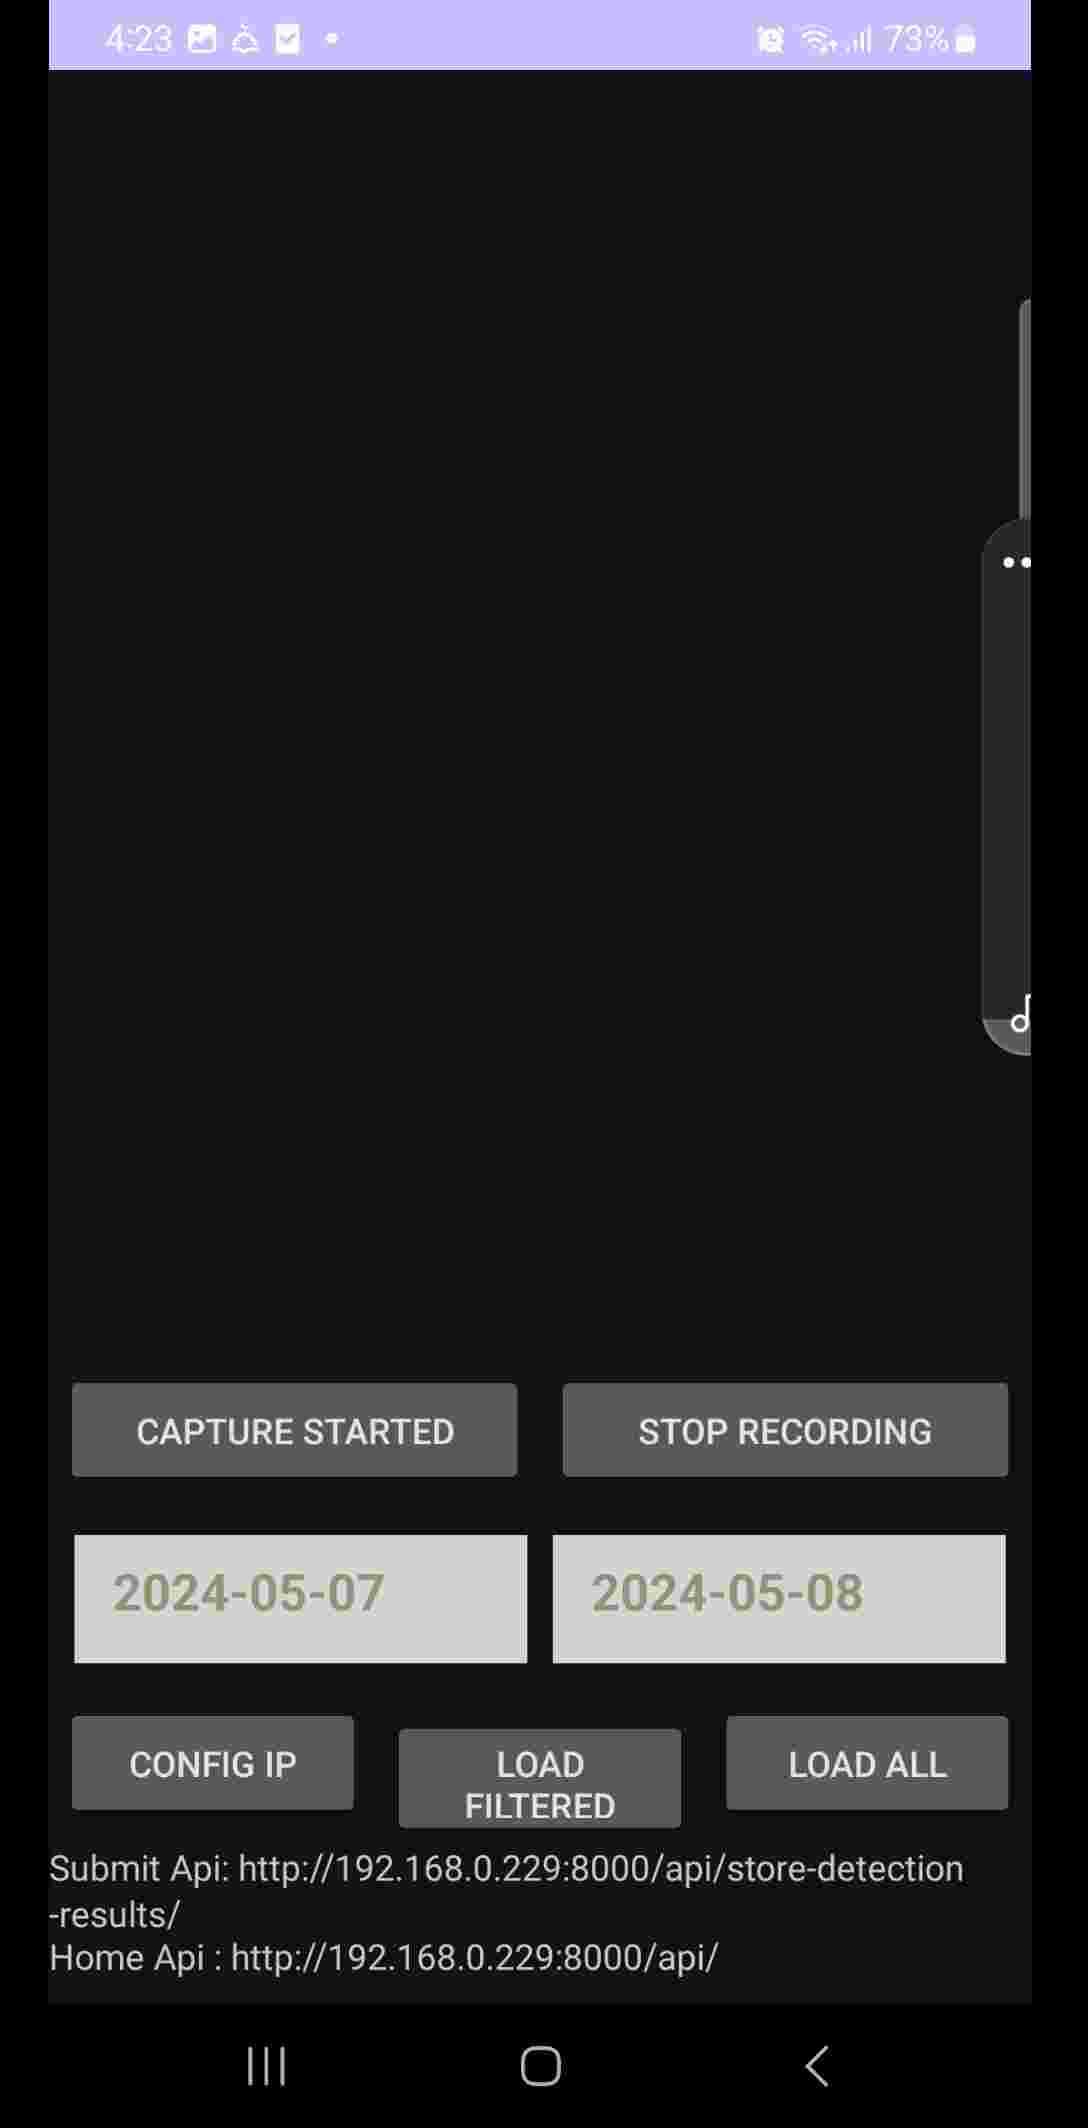 4:23 73%
CAPTURE STARTED STOP RECORDING
2024-05-07 2024-05-08
CONFIG IP LOAD FILTERED LOAD ALL
Submit Api: http://192.168.0.229:8000/api/store-detection
-results/
Home Api : http://192.168.0.229:8000/api/